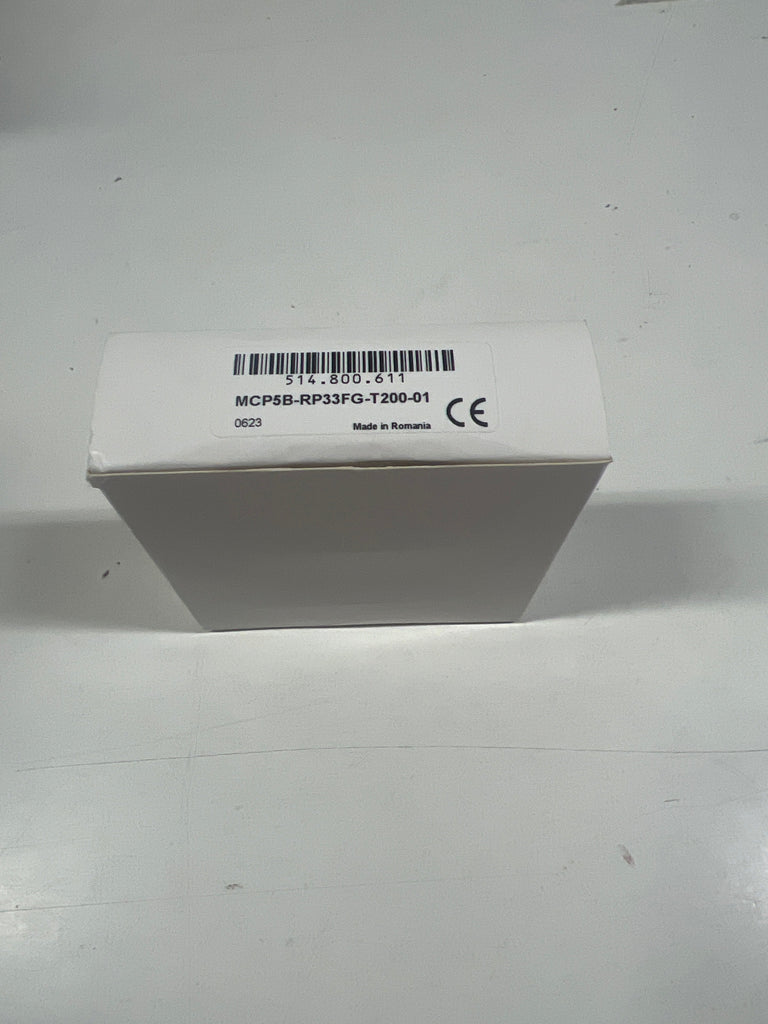 514.800.611
MCP5B-RP33FG-T200-01
0623
Made in Romania
CE